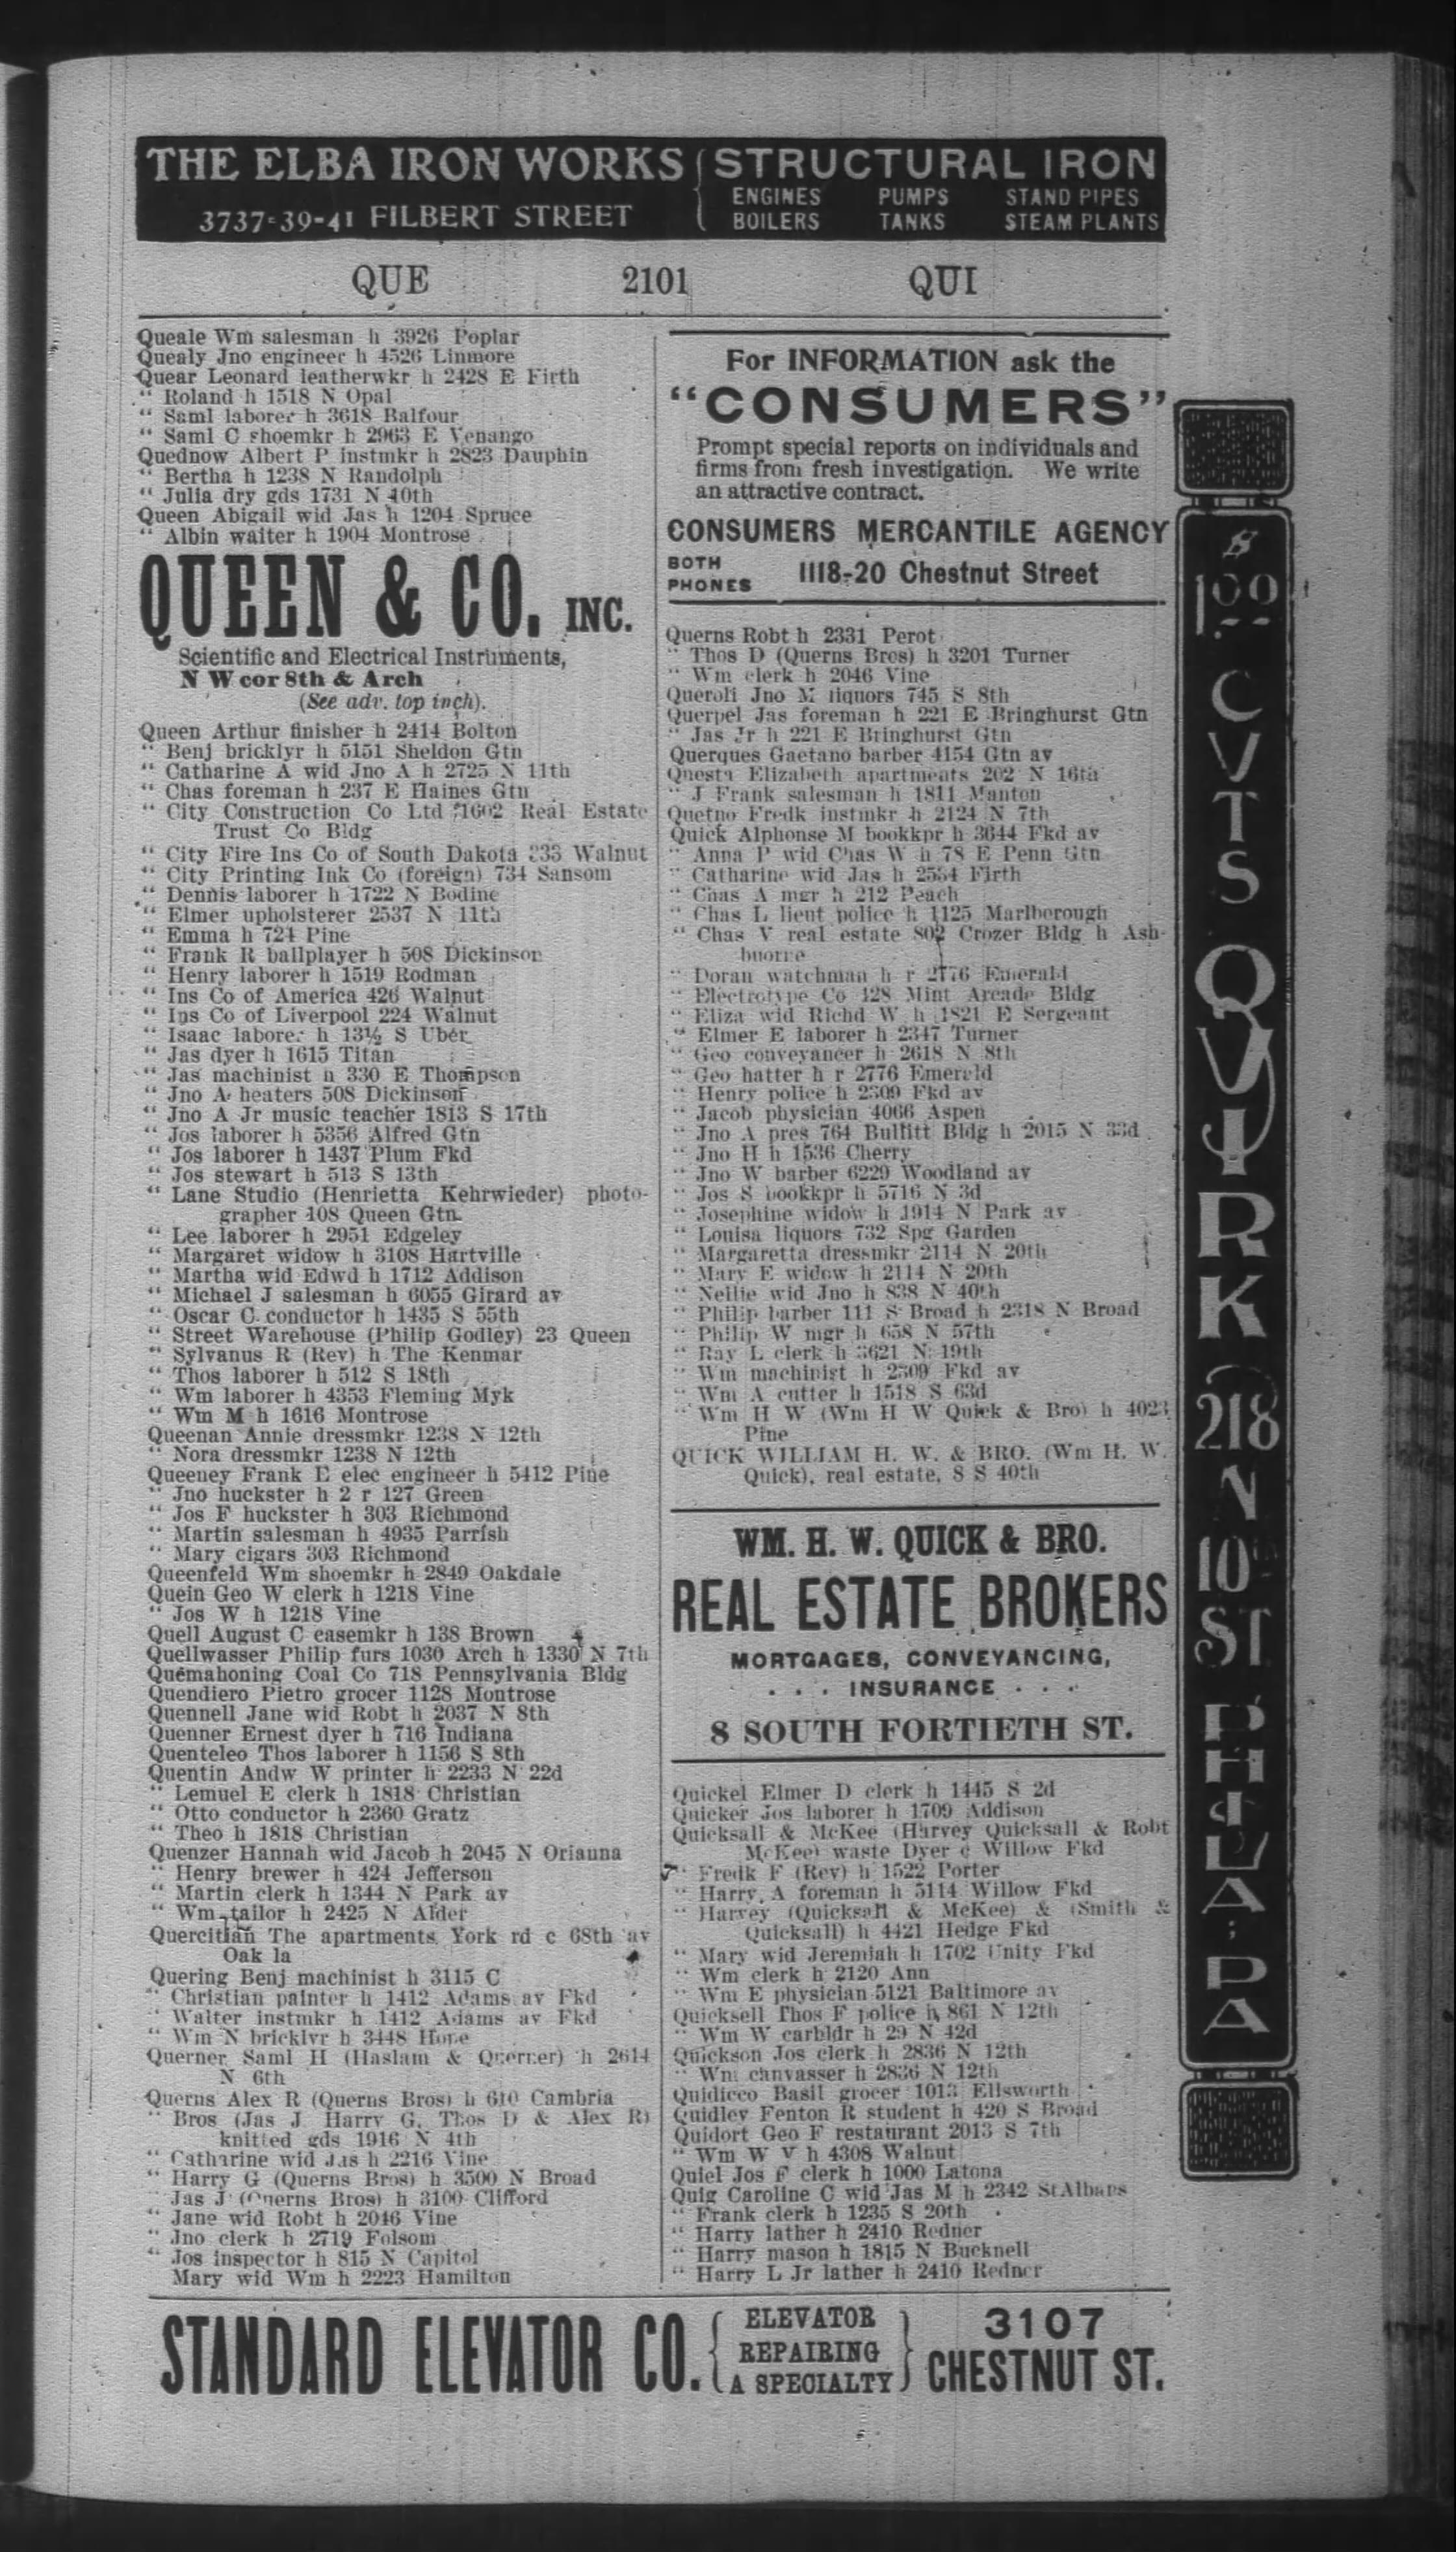 THE ELBA IRON WORKS
3737-39-41 FILBERT STREET
STRUCTURAL IRON
ENGINES PUMPS STAND PIPES
BOILERS TANKS STEAM PLANTS
QUE 2101 QUI
Queale Wm salesman h 3926 Poplar
Quealy Jno engineer h 4526 Linmore
Quear Leonard leatherwkr h 2428 E Firth
" Roland h 1518 N Opal
" Saml laborer h 3618 Balfour
" Saml C shoemkr h 2963 E Venango
Quednow Albert P instmkr h 2823 Dauphin
" Bertha h 1238 N Randolph
" Julia dry gds 1731 N 10th
Queen Abigail wid Jas h 1204 Spruce
" Albin waiter h 1904 Montrose
QUEEN & CO. INC.
Scientific and Electrical Instruments,
N W cor 8th & Arch
(See adv. top inch).
Queen Arthur finisher h 2414 Bolton
" Benj bricklyr h 5151 Sheldon Gtn
" Catharine A wid Jno A h 2725 N 11th
" Chas foreman h 237 E Haines Gtn
" City Construction Co Ltd 1602 Real Estate
Trust Co Bldg
" City Fire Ins Co of South Dakota 333 Walnut
" City Printing Ink Co (foreign) 734 Sansom
" Dennis laborer h 1722 N Bodine
" Elmer upholsterer 2537 N 11th
" Emma h 724 Pine
" Frank R ballplayer h 508 Dickinson
" Henry laborer h 1519 Rodman
" Ins Co of America 426 Walnut
" Ins Co of Liverpool 224 Walnut
" Isaac laborer h 13½ S Uber
" Jas dyer h 1615 Titan
" Jas machinist h 330 E Thompson
" Jno A heaters 508 Dickinson
" Jno A Jr music teacher 1813 S 17th
" Jos laborer h 5356 Alfred Gtn
" Jos laborer h 1437 Plum Fkd
" Jos stewart h 513 S 13th
" Lane Studio (Henrietta Kehrwieder) photo-
grapher 108 Queen Gtn
" Lee laborer h 2951 Edgeley
" Margaret widow h 3108 Hartville
" Martha wid Edwd h 1712 Addison
" Michael J salesman h 6055 Girard av
" Oscar C conductor h 1435 S 55th
" Street Warehouse (Philip Godley) 23 Queen
" Sylvanus R (Rev) h The Kenmar
" Thos laborer h 512 S 18th
" Wm laborer h 4353 Fleming Myk
" Wm M h 1616 Montrose
Queenan Annie dressmkr 1238 N 12th
" Nora dressmkr 1238 N 12th
Queeney Frank E elec engineer h 5412 Pine
" Jno huckster h 2 r 127 Green
" Jos F huckster h 303 Richmond
" Martin salesman h 4935 Parrish
" Mary cigars 303 Richmond
Queenfeld Wm shoemkr h 2849 Oakdale
Quein Geo W clerk h 1218 Vine
" Jos W h 1218 Vine
Quell August C casemkr h 138 Brown
Quellwasser Philip furs 1030 Arch h 1330 N 7th
Quemahoning Coal Co 718 Pennsylvania Bldg
Quendiero Pietro grocer 1128 Montrose
Quennell Jane wid Robt h 2037 N 8th
Quenner Ernest dyer h 716 Indiana
Quenteleo Thos laborer h 1156 S 8th
Quentin Andw W printer h 2233 N 22d
" Lemuel E clerk h 1818 Christian
" Otto conductor h 2360 Gratz
" Theo h 1818 Christian
Quenzer Hannah wid Jacob h 2045 N Orianna
" Henry brewer h 424 Jefferson
" Martin clerk h 1344 N Park av
" Wm tailor h 2425 N Alder
Quercitian The apartments York rd c 68th av
Oak la
Quering Benj machinist h 3115 C
" Christian painter h 1412 Adams av Fkd
" Walter instmkr h 1412 Adams av Fkd
" Wm N bricklyr h 3448 Hope
Querner Saml H (Haslam & Querner) h 2614
N 6th
Querns Alex R (Querns Bros) h 610 Cambria
" Bros (Jas J Harry G, Thos D & Alex R)
knitted gds 1916 N 4th
" Catharine wid Jas h 2216 Vine
" Harry G (Querns Bros) h 3500 N Broad
" Jas J (Querns Bros) h 3100 Clifford
" Jane wid Robt h 2046 Vine
" Jno clerk h 2719 Folsom
" Jos inspector h 815 N Capitol
Mary wid Wm h 2223 Hamilton
For INFORMATION ask the
"CONSUMERS"
Prompt special reports on individuals and
firms from fresh investigation. We write
an attractive contract.
CONSUMERS MERCANTILE AGENCY
BOTH PHONES 1118-20 Chestnut Street
Querns Robt h 2331 Perot
" Thos D (Querns Bros) h 3201 Turner
" Wm clerk h 2046 Vine
Queroli Jno M liquors 745 S 8th
Querpel Jas foreman h 221 E Bringhurst Gtn
" Jas Jr h 221 E Bringhurst Gtn
Querques Gaetano barber 4154 Gtn av
Questa Elizabeth apartments 202 N 16th
" J Frank salesman h 1811 Manton
Quetno Fredk instmkr h 2124 N 7th
Quick Alphonse M bookkpr h 3644 Fkd av
" Anna P wid Chas W h 78 E Penn Gtn
" Catharine wid Jas h 2554 Firth
" Chas A mgr h 212 Peach
" Chas L lieut police h 1125 Marlborough
" Chas V real estate 802 Crozer Bldg h Ash-
buorre
" Doran watchman h r 2776 Emerald
" Electrotype Co 428 Mint Arcade Bldg
" Eliza wid Richd W h 1821 E Sergeant
" Elmer E laborer h 2347 Turner
" Geo conveyancer h 2618 N 8th
" Geo hatter h r 2776 Emerald
" Henry police h 2509 Fkd av
" Jacob physician 4066 Aspen
" Jno A pres 764 Bullitt Bldg h 2015 N 33d
" Jno H h 1536 Cherry
" Jno W barber 6229 Woodland av
" Jos S bookkpr h 5716 N 3d
" Josephine widow h 1914 N Park av
" Louisa liquors 732 Spg Garden
" Margaretta dressmkr 2114 N 20th
" Mary E widow h 2114 N 20th
" Nellie wid Jno h 838 N 40th
" Philip barber 111 S Broad h 2318 N Broad
" Philip W mgr h 658 N 57th
" Ray L clerk h 3621 N 19th
" Wm machinist h 2509 Fkd av
" Wm A cutter h 1518 S 63d
" Wm H W (Wm H W Quick & Bro) h 4023
Pine
QUICK WILLIAM H. W. & BRO. (Wm H. W.
Quick), real estate, 8 S 40th
WM. H. W. QUICK & BRO.
REAL ESTATE BROKERS
MORTGAGES, CONVEYANCING,
. . . INSURANCE . . .
8 SOUTH FORTIETH ST.
Quickel Elmer D clerk h 1445 S 2d
Quicker Jos laborer h 1709 Addison
Quicksall & McKee (Harvey Quicksall & Robt
McKee) waste Dyer c Willow Fkd
" Fredk F (Rev) h 1522 Porter
" Harry A foreman h 5114 Willow Fkd
" Harvey (Quicksall & McKee) & (Smith &
Quicksall) h 4421 Hedge Fkd
" Mary wid Jeremiah h 1702 Unity Fkd
" Wm clerk h 2120 Ann
" Wm E physician 5121 Baltimore av
Quicksell Thos F police h 861 N 12th
" Wm W carbldr h 29 N 42d
Quickson Jos clerk h 2836 N 12th
" Wm canvasser h 2836 N 12th
Quidicco Basil grocer 1013 Ellsworth
Quidley Fenton R student h 420 S Broad
Quidort Geo F restaurant 2013 S 7th
" Wm W V h 4308 Walnut
Quiel Jos F clerk h 1000 Latona
Quig Caroline C wid Jas M h 2342 St Albans
" Frank clerk h 1235 S 20th
" Harry lather h 2410 Redner
" Harry mason h 1815 N Bucknell
" Harry L Jr lather h 2410 Redner
$1.00 CVTS QVIRK 218 N 10th ST PHILA; PA
STANDARD ELEVATOR CO.
ELEVATOR
REPAIRING
A SPECIALTY
3107
CHESTNUT ST.